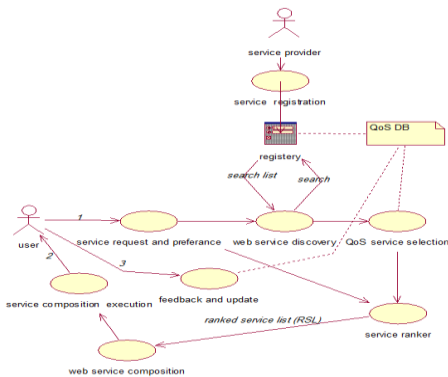 service provider
service registration
QoS DB
registery
search list
search
1
user
service request and preferance
web service discovery
QoS service selection
2
3
service composition execution
feedback and update
ranked service list (RSL)
service ranker
web service composition